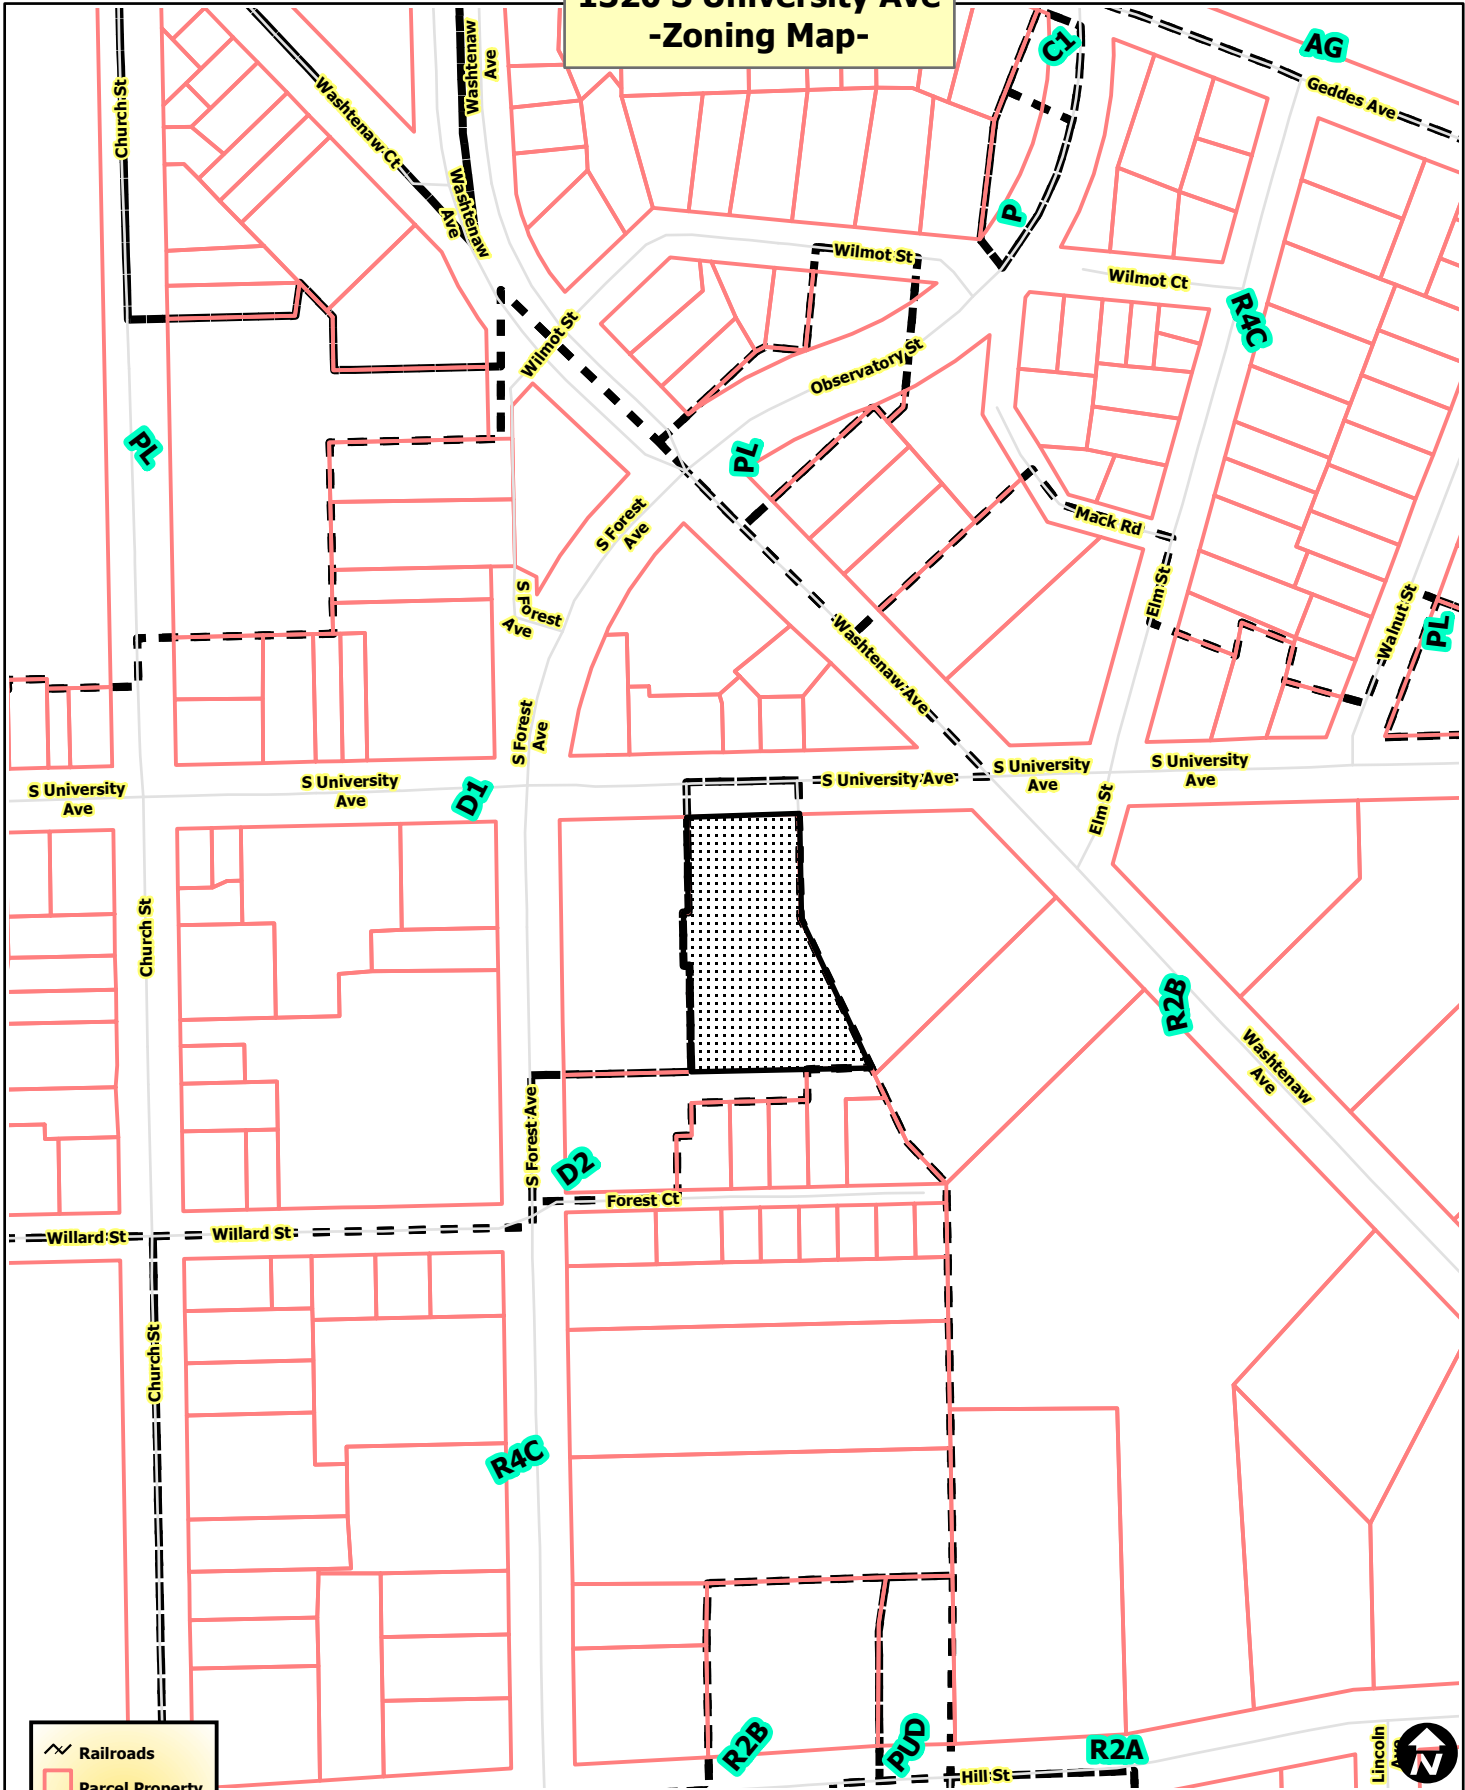 1320 S University Ave
-Zoning Map-
C1
AG
Geddes Ave
Church St
Washtenaw Ct
Washtenaw
Ave
Washtenaw
Ave
P
Wilmot St
Wilmot Ct
R4C
Wilmot St
Observatory St
PL
PL
S Forest
Ave
Mack Rd
Elm St
Walnut St
PL
S Forest
Ave
Washtenaw Ave
S Forest
Ave
S University
Ave
S University
Ave
D1
S University Ave
S University
Ave
S University
Ave
Elm St
Church St
R2B
Washtenaw
Ave
S Forest Ave
D2
Forest Ct
Willard St
Willard St
Church St
R4C
R2B
PUD
R2A
Hill St
Lincoln
Ave
N
Railroads
Parcel Property